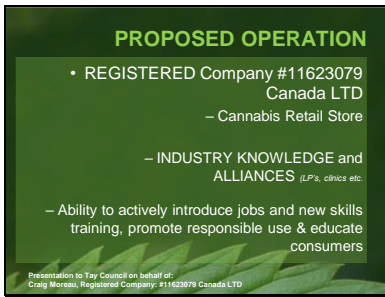 PROPOSED OPERATION
• REGISTERED Company #11623079
Canada LTD
– Cannabis Retail Store
– INDUSTRY KNOWLEDGE and
ALLIANCES (LP's, clinics etc.
– Ability to actively introduce jobs and new skills
training, promote responsible use & educate
consumers
Presentation to Tay Council on behalf of:
Craig Moreau, Registered Company: #11623079 Canada LTD